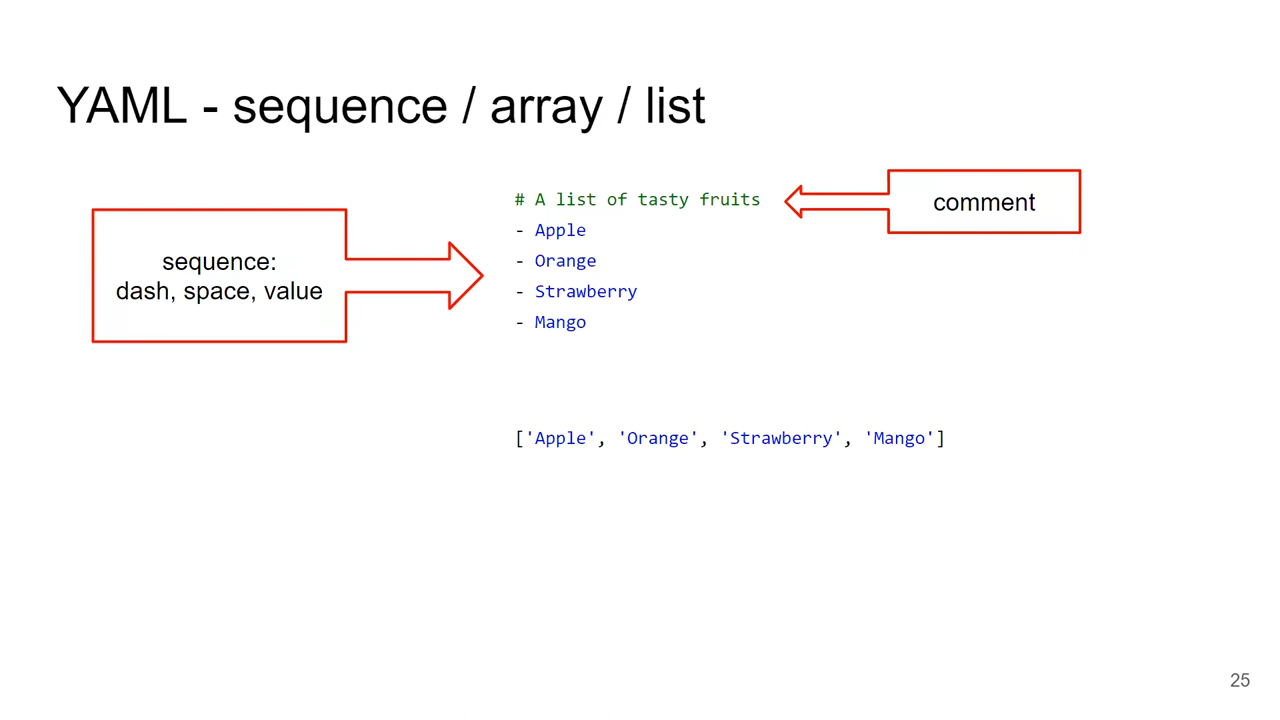 YAML - sequence / array / list
# A list of tasty fruits
comment
- Apple
sequence:
dash, space, value
- Orange
- Strawberry
- Mango
['Apple', 'Orange', 'Strawberry', 'Mango']
25